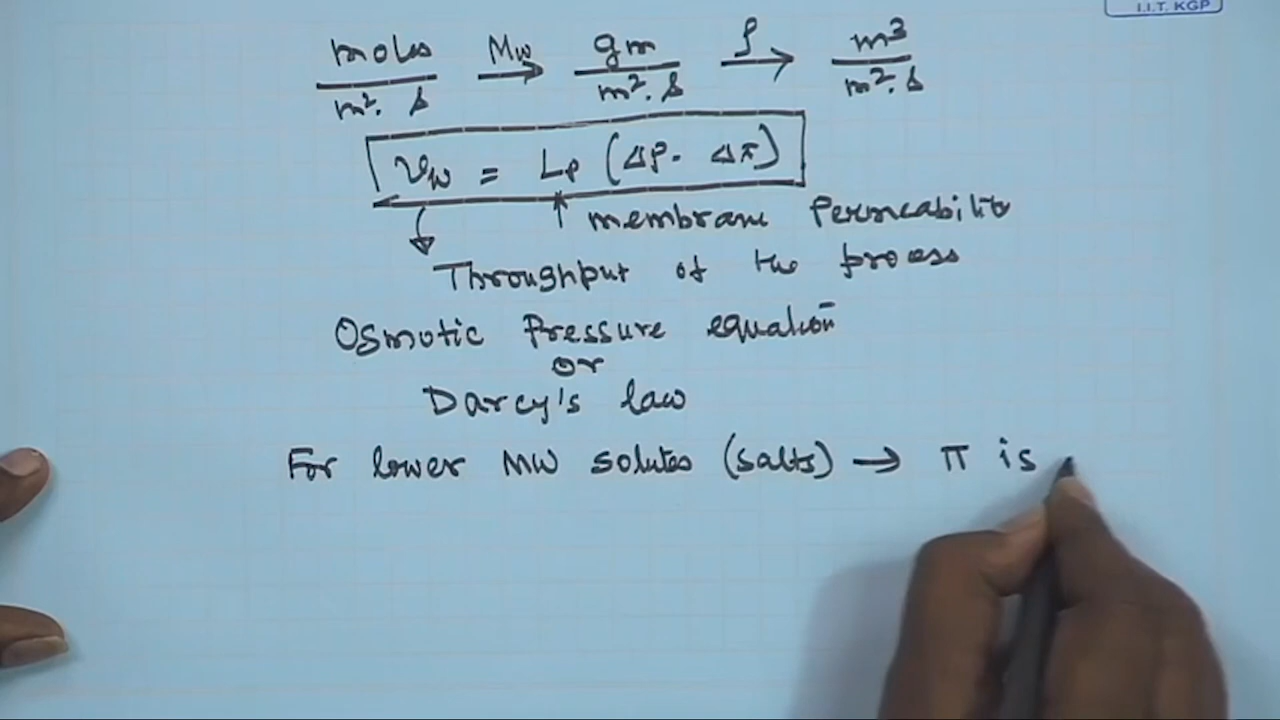 I.I.T. KGP
moles / m². s → Mw → gm / m². s → ρ → m³ / m². s
vw = Lp (ΔP - Δπ)
↑ membrane Permeability
Throughput of the process
Osmotic Pressure equation
or
Darcy's law
For lower MW solutes (salts) → π is